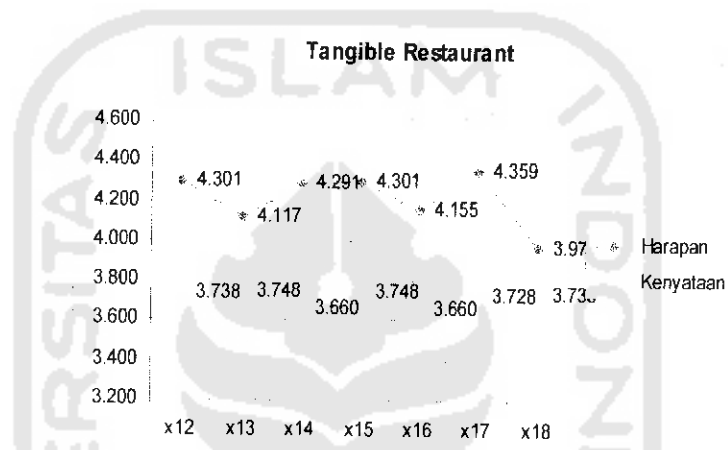 ISLAM
Tangible Restaurant
4.600
4.400
4.301 4.291 4.301 4.359
4.200
4.117 4.155
4.000
3.97 Harapan
3.800
3.738 3.748 3.660 3.748 3.660 3.728 Kenyataan
3.600
3.400
3.200
x12 x13 x14 x15 x16 x17 x18